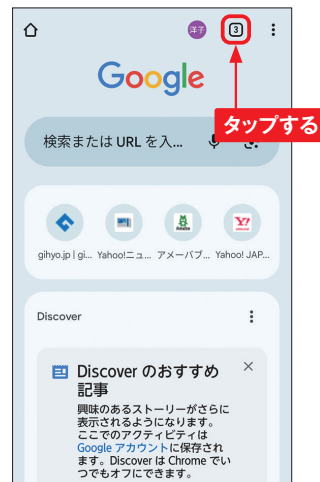 洋子
3
Google
タップする
検索または URL を入...
gihyo.jp | gi...
Yahoo!ニュ...
アメーバブ...
Yahoo! JAP...
Discover
Discover のおすすめ
記事
興味のあるストーリーがさらに
表示されるようになります。
ここでのアクティビティは
Google アカウントに保存され
ます。Discover は Chrome でい
つでもオフにできます。